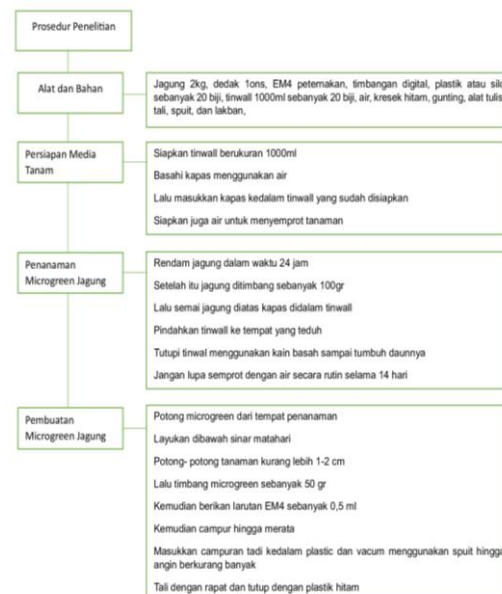 Prosedur Penelitian
Alat dan Bahan
Jagung 2kg, dedak 1ons, EM4 peternakan, timbangan digital, plastik atau silo
sebanyak 20 biji, tinwall 1000ml sebanyak 20 biji, air, kresek hitam, gunting, alat tulis,
tali, spuit, dan lakban,
Persiapan Media
Tanam
Siapkan tinwall berukuran 1000ml
Basahi kapas menggunakan air
Lalu masukkan kapas kedalam tinwall yang sudah disiapkan
Siapkan juga air untuk menyemprot tanaman
Penanaman
Microgreen Jagung
Rendam jagung dalam waktu 24 jam
Setelah itu jagung ditimbang sebanyak 100gr
Lalu semai jagung diatas kapas didalam tinwall
Pindahkan tinwall ke tempat yang teduh
Tutupi tinwal menggunakan kain basah sampai tumbuh daunnya
Jangan lupa semprot dengan air secara rutin selama 14 hari
Pembuatan
Microgreen Jagung
Potong microgreen dari tempat penanaman
Layukan dibawah sinar matahari
Potong- potong tanaman kurang lebih 1-2 cm
Lalu timbang microgreen sebanyak 50 gr
Kemudian berikan larutan EM4 sebanyak 0,5 ml
Kemudian campur hingga merata
Masukkan campuran tadi kedalam plastic dan vacum menggunakan spuit hingga
angin berkurang banyak
Tali dengan rapat dan tutup dengan plastik hitam